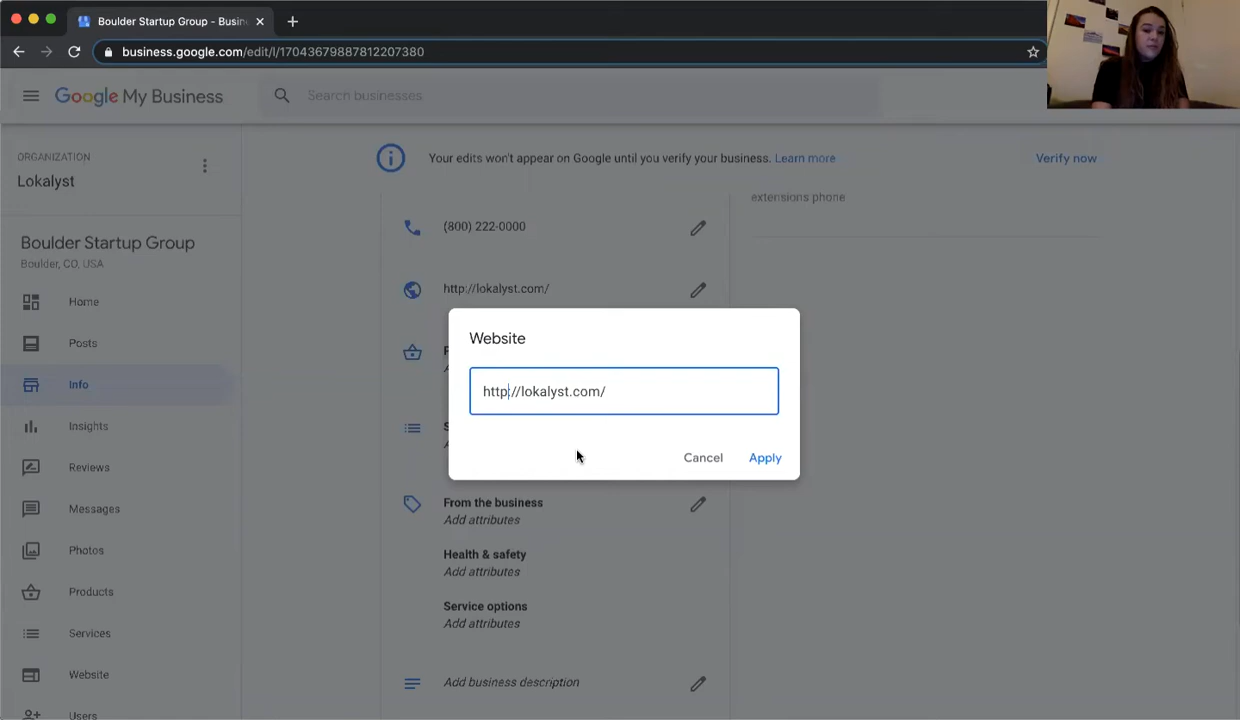 Boulder Startup Group - Busin
business.google.com/edit/l/17043679887812207380
Google My Business
Search businesses
ORGANIZATION
Lokalyst
Your edits won't appear on Google until you verify your business. Learn more
Verify now
extensions phone
(800) 222-0000
Boulder Startup Group
Boulder, CO, USA
http://lokalyst.com/
Home
Posts
Info
Insights
Reviews
Messages
Photos
Products
Services
Website
Users
Website
http://lokalyst.com/
Cancel
Apply
From the business
Add attributes
Health & safety
Add attributes
Service options
Add attributes
Add business description